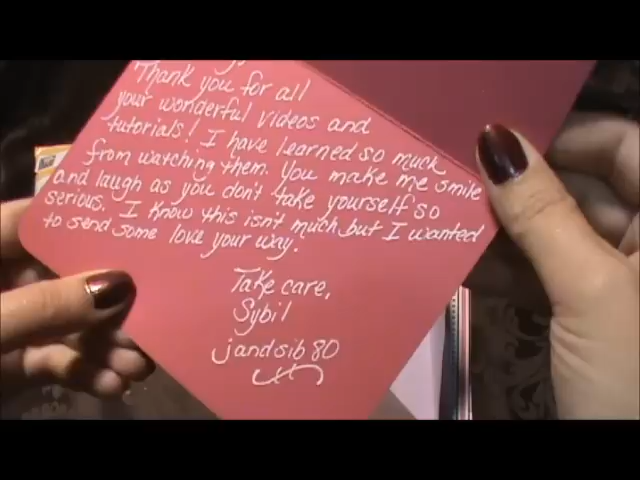 Thank you for all
your wonderful videos and
tutorials! I have learned so much
from watching them. You make me smile
and laugh as you don't take yourself so
serious. I know this isn't much but I wanted
to send some love your way.
Take care,
Sybil
jandsib80